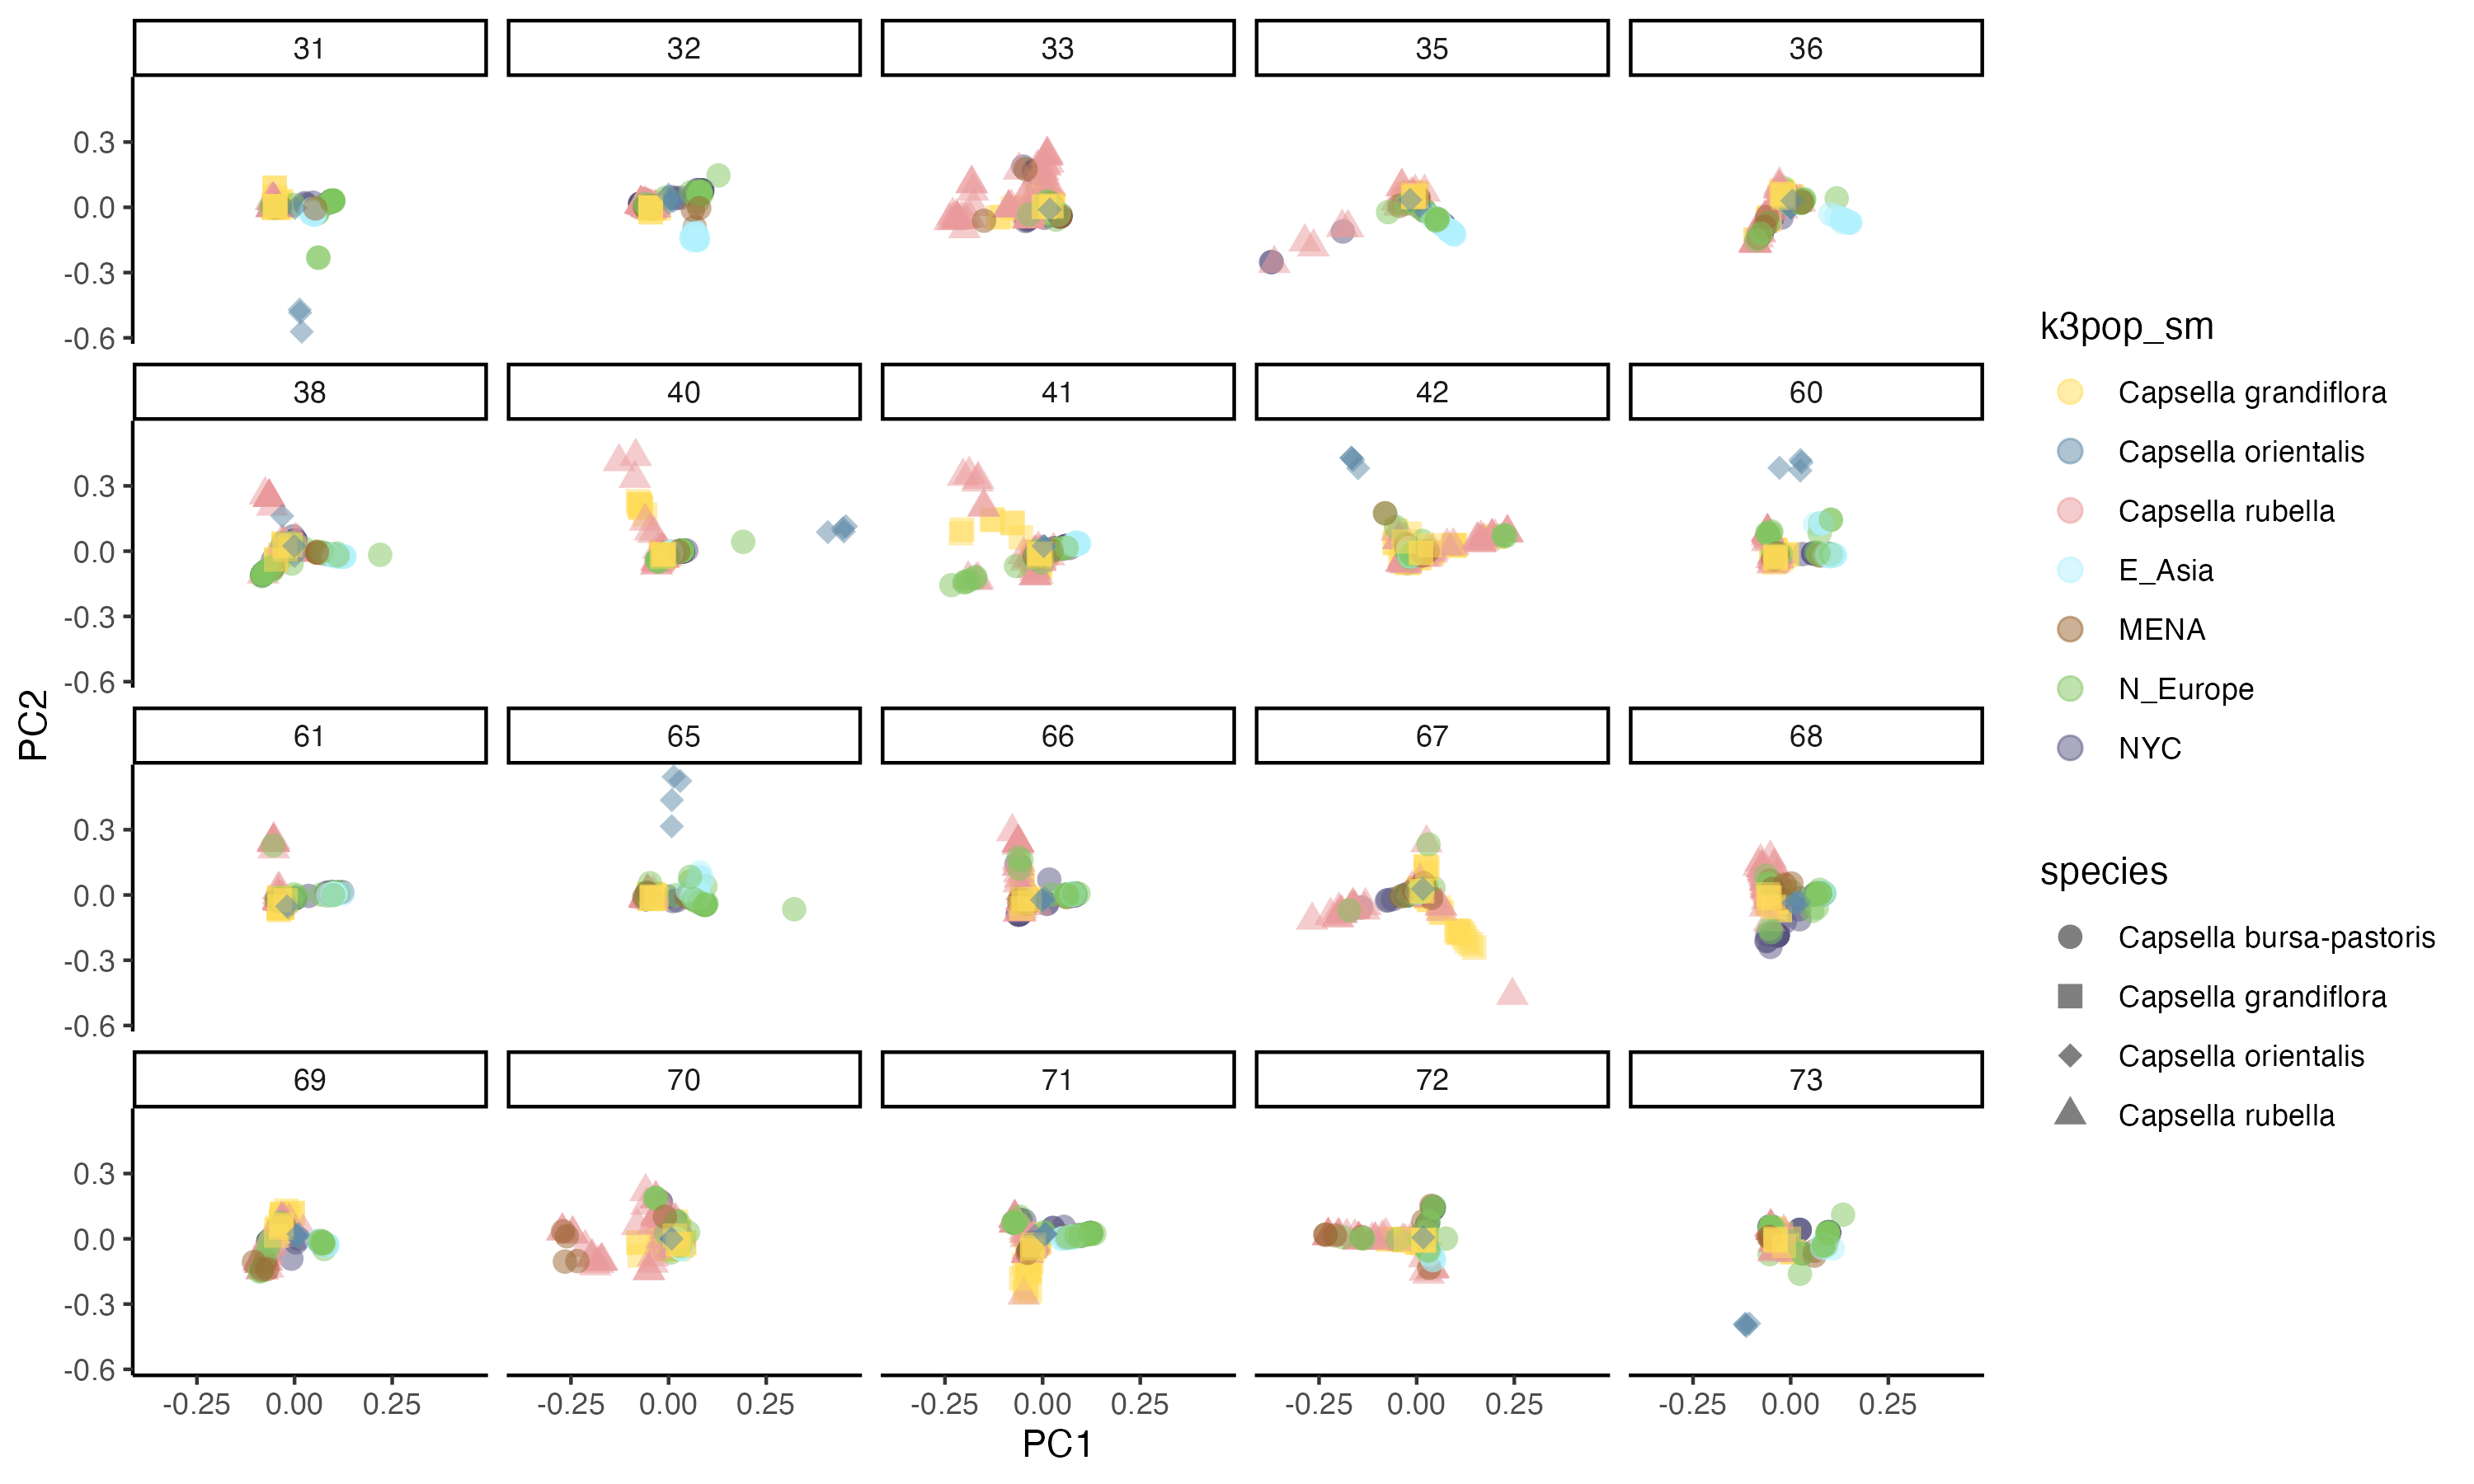 31 32 33 35 36
0.3
0.0
-0.3
-0.6
38 40 41 42 60
0.3
0.0
-0.3
-0.6
61 65 66 67 68
0.3
0.0
-0.3
-0.6
69 70 71 72 73
0.3
0.0
-0.3
-0.6
-0.25 0.00 0.25 -0.25 0.00 0.25 -0.25 0.00 0.25 -0.25 0.00 0.25 -0.25 0.00 0.25
PC1
PC2
k3pop_sm
Capsella grandiflora
Capsella orientalis
Capsella rubella
E_Asia
MENA
N_Europe
NYC
species
Capsella bursa-pastoris
Capsella grandiflora
Capsella orientalis
Capsella rubella